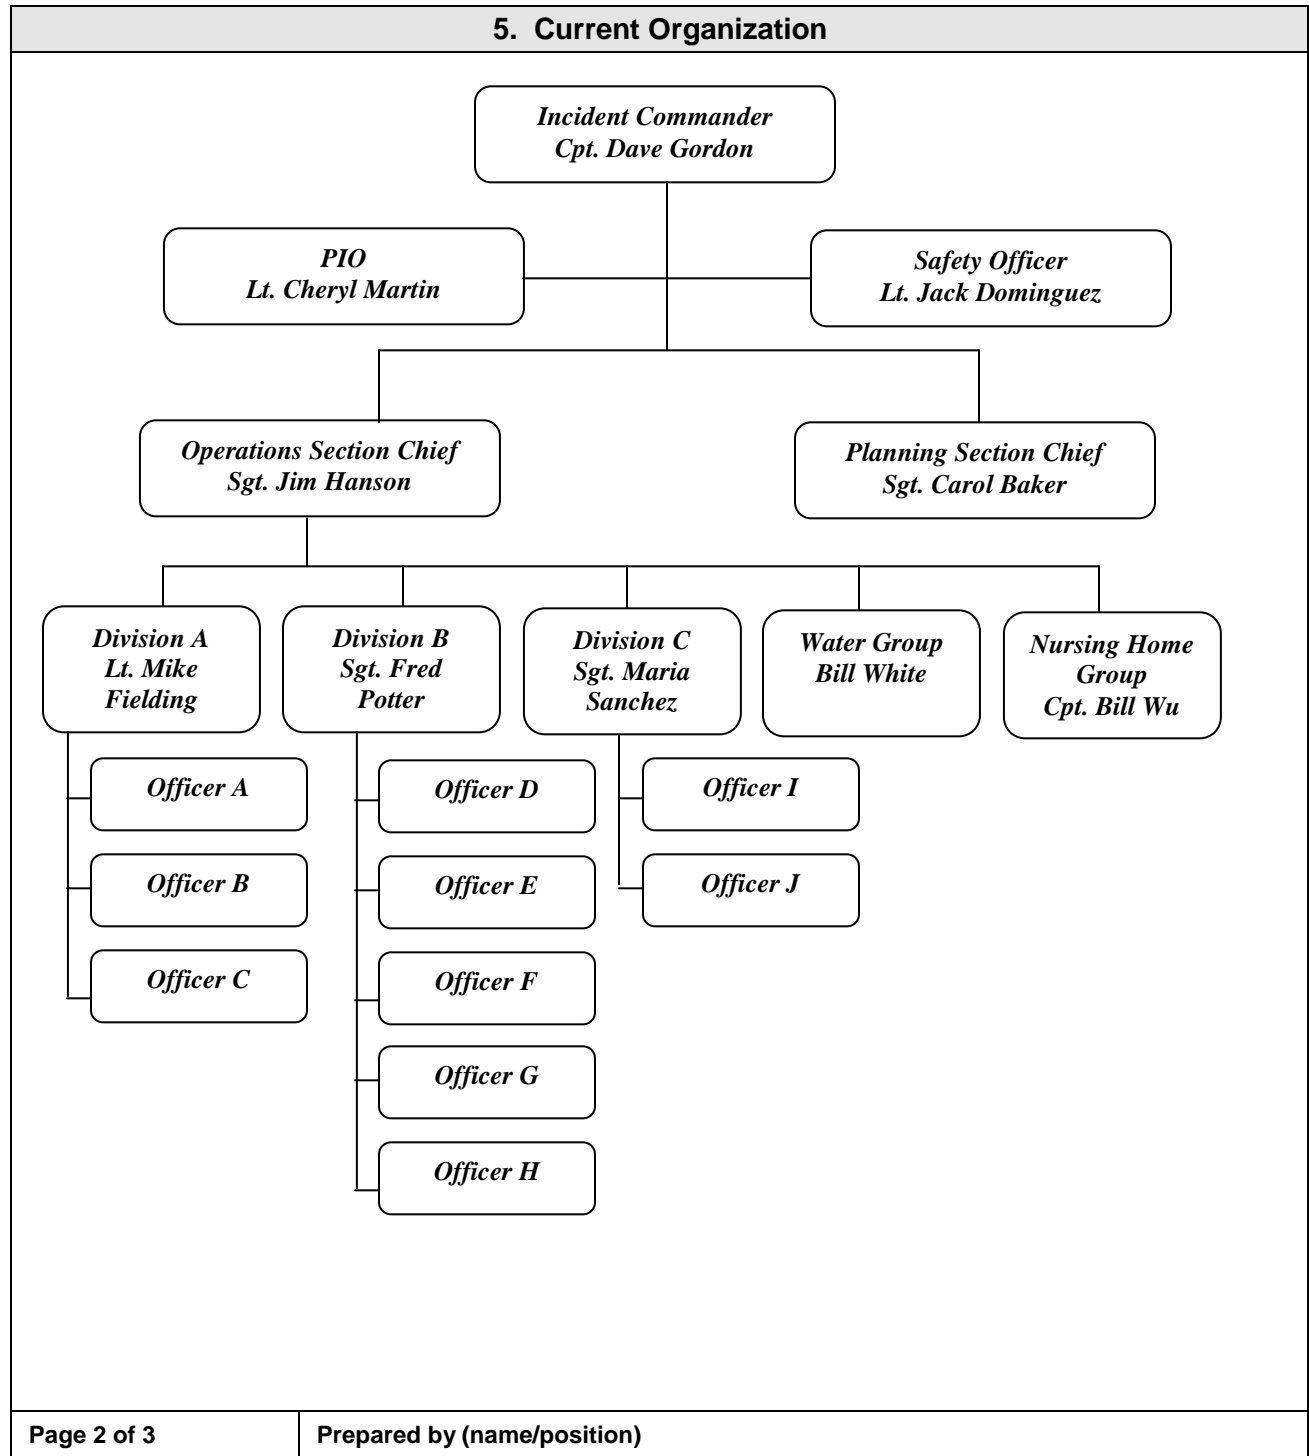 5. Current Organization
Incident Commander
Cpt. Dave Gordon
PIO
Lt. Cheryl Martin
Safety Officer
Lt. Jack Dominguez
Operations Section Chief
Sgt. Jim Hanson
Planning Section Chief
Sgt. Carol Baker
Division A
Lt. Mike
Fielding
Division B
Sgt. Fred
Potter
Division C
Sgt. Maria
Sanchez
Water Group
Bill White
Nursing Home
Group
Cpt. Bill Wu
Officer A
Officer B
Officer C
Officer D
Officer E
Officer F
Officer G
Officer H
Officer I
Officer J
Page 2 of 3
Prepared by (name/position)